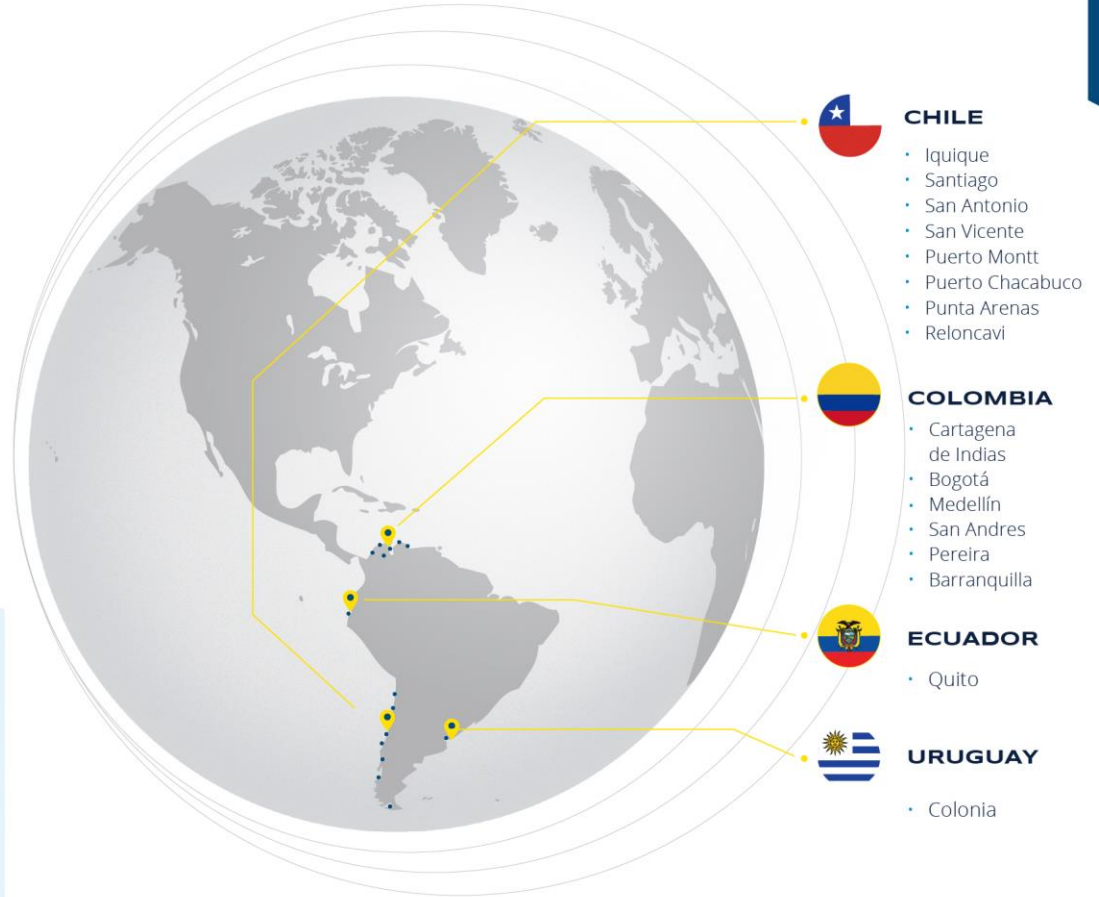 CHILE
· Iquique
· Santiago
· San Antonio
· San Vicente
· Puerto Montt
· Puerto Chacabuco
· Punta Arenas
· Reloncavi
COLOMBIA
· Cartagena
de Indias
· Bogotá
· Medellín
· San Andres
· Pereira
· Barranquilla
ECUADOR
· Quito
URUGUAY
· Colonia